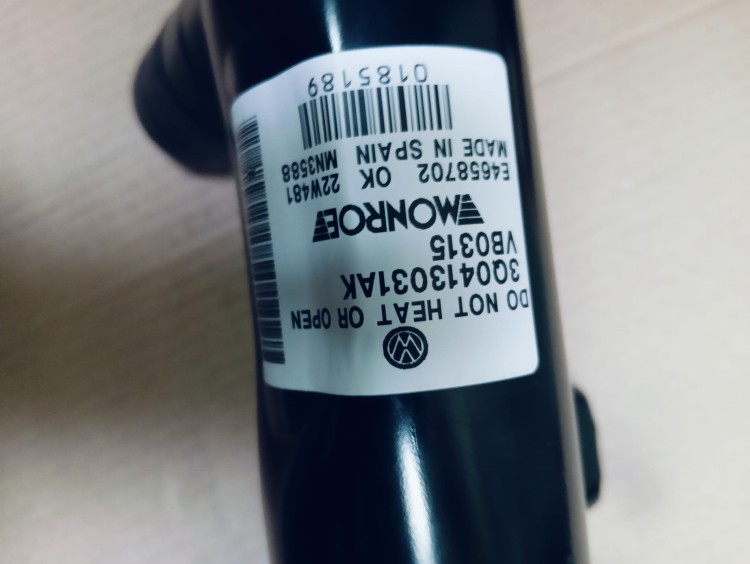 DO NOT HEAT OR OPEN
3Q0413031AK
VB0315
MONROE
E4658702 OK 22W481
MADE IN SPAIN MN3588
0185189